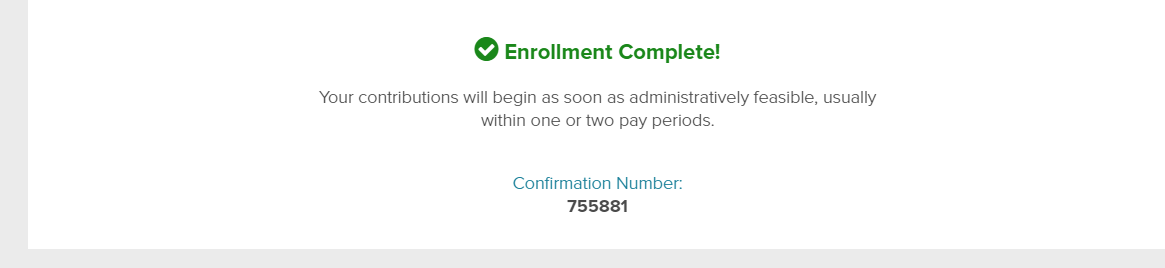 Enrollment Complete!
Your contributions will begin as soon as administratively feasible, usually
within one or two pay periods.
Confirmation Number:
755881